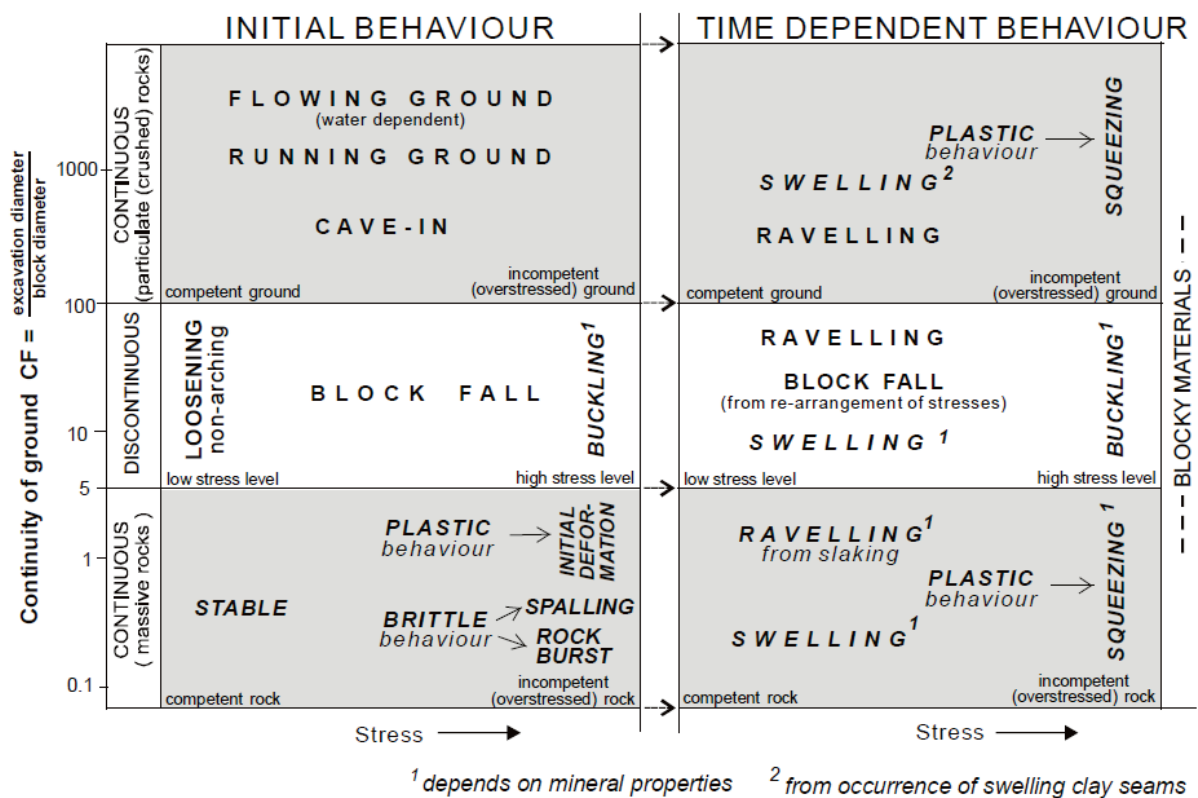 INITIAL BEHAVIOUR
TIME DEPENDENT BEHAVIOUR
Continuity of ground CF = excavation diameter
block diameter
1000
100
10
5
1
0.1
CONTINUOUS
(particulate (crushed) rocks)
DISCONTINUOUS
CONTINUOUS
( massive rocks )
FLOWING GROUND
(water dependent)
RUNNING GROUND
CAVE-IN
competent ground
incompetent
(overstressed) ground
LOOSENING
non-arching
BLOCK FALL
BUCKLING1
low stress level
high stress level
PLASTIC
behaviour
INITIAL
DEFOR-
MATION
STABLE
BRITTLE
behaviour
SPALLING
ROCK
BURST
competent rock
incompetent
(overstressed) rock
Stress
PLASTIC
behaviour
SQUEEZING
SWELLING2
RAVELLING
competent ground
incompetent
(overstressed) ground
RAVELLING
BLOCK FALL
(from re-arrangement of stresses)
SWELLING 1
BUCKLING1
low stress level
high stress level
RAVELLING1
from slaking
PLASTIC
behaviour
SQUEEZING 1
SWELLING1
competent rock
incompetent
(overstressed) rock
Stress
BLOCKY MATERIALS
1 depends on mineral properties
2 from occurrence of swelling clay seams